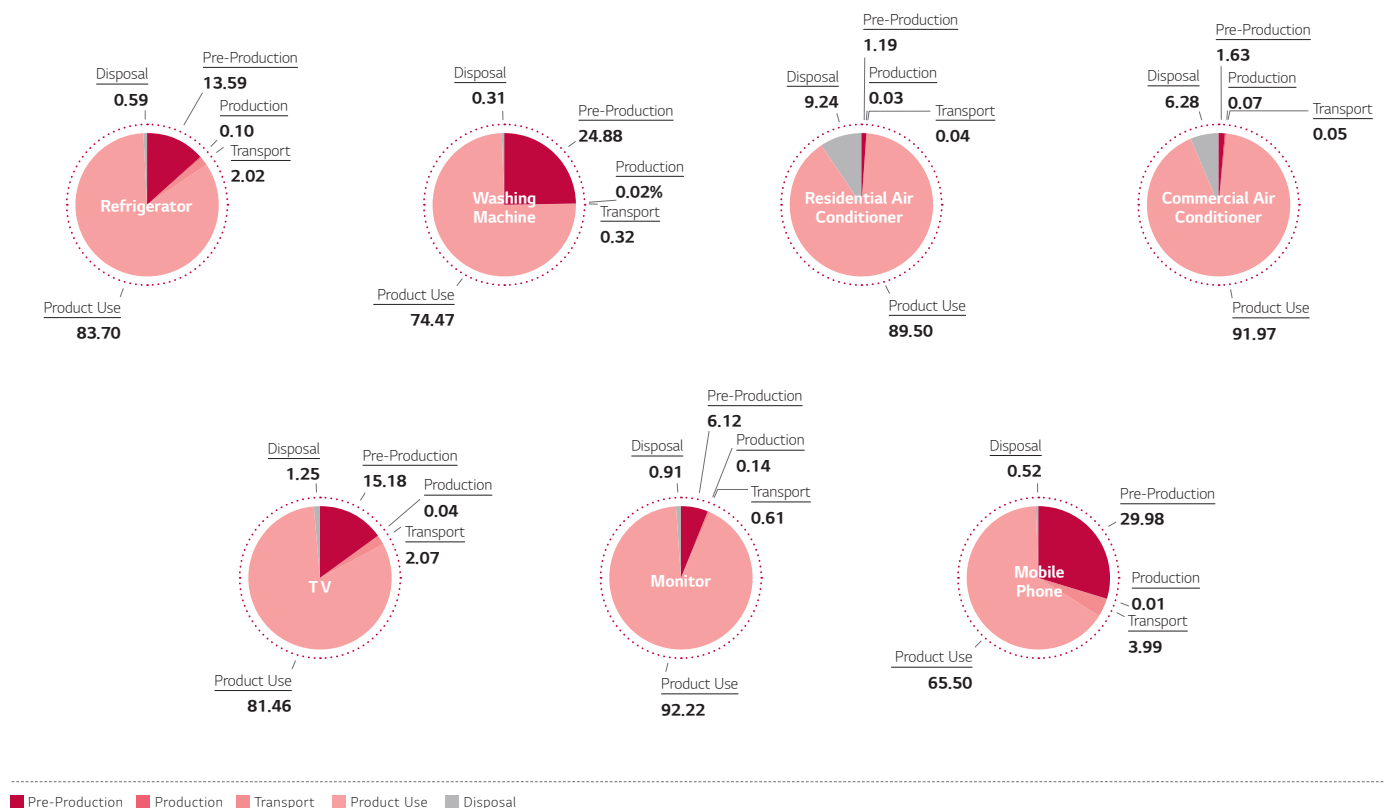 Disposal
0.59
Pre-Production
13.59
Production
0.10
Transport
2.02
Refrigerator
Product Use
83.70
Disposal
0.31
Pre-Production
24.88
Production
0.02%
Transport
0.32
Washing
Machine
Product Use
74.47
Pre-Production
1.19
Disposal
9.24
Production
0.03
Transport
0.04
Residential Air
Conditioner
Product Use
89.50
Pre-Production
1.63
Disposal
6.28
Production
0.07
Transport
0.05
Commercial Air
Conditioner
Product Use
91.97
Disposal
1.25
Pre-Production
15.18
Production
0.04
Transport
2.07
TV
Product Use
81.46
Pre-Production
6.12
Disposal
0.91
Production
0.14
Transport
0.61
Monitor
Product Use
92.22
Disposal
0.52
Pre-Production
29.98
Production
0.01
Transport
3.99
Mobile
Phone
Product Use
65.50
Pre-Production Production Transport Product Use Disposal